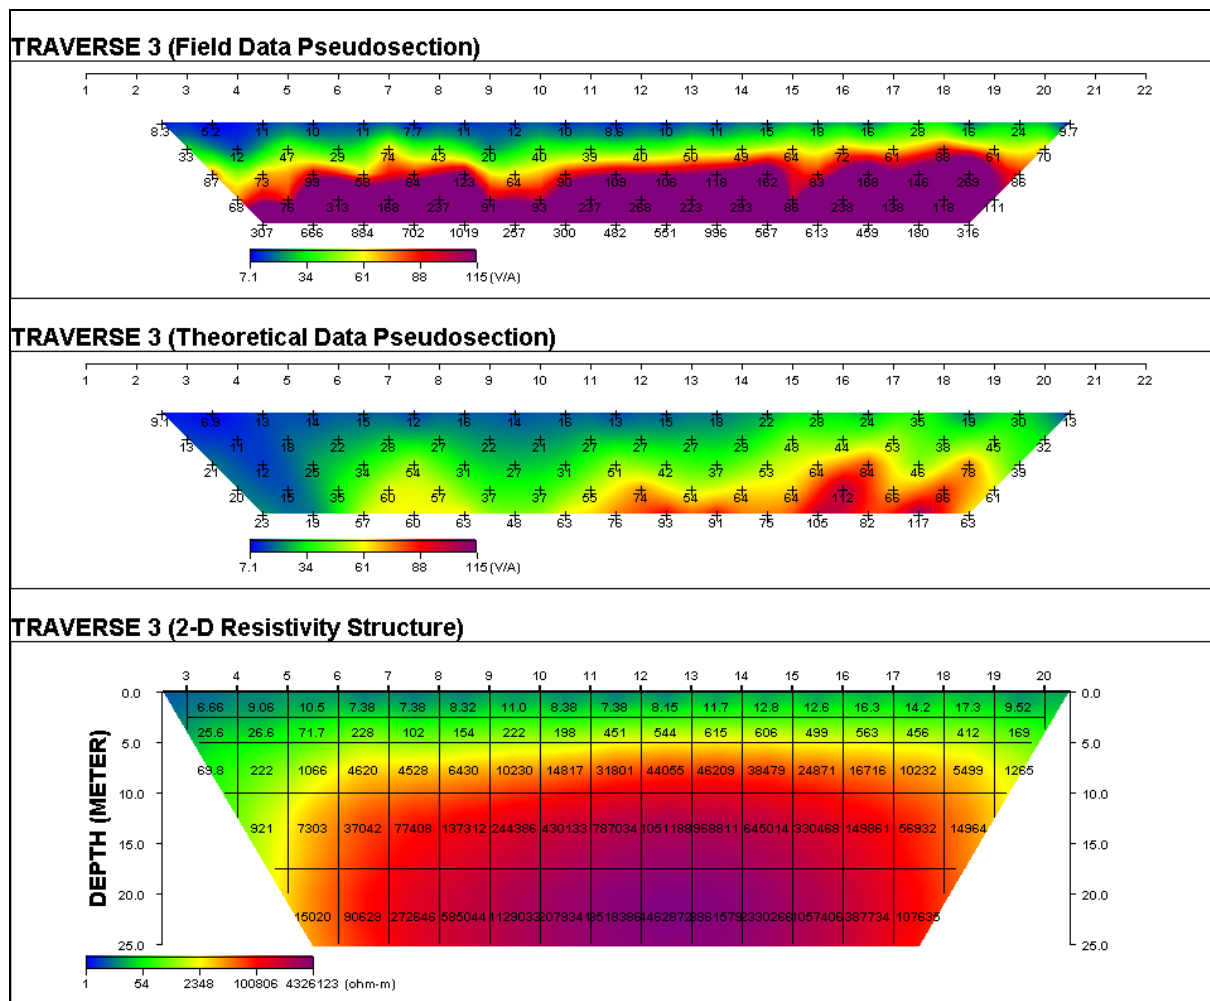 TRAVERSE 3 (Field Data Pseudosection)
1 2 3 4 5 6 7 8 9 10 11 12 13 14 15 16 17 18 19 20 21 22
8.3 6.2 11 10 11 7.7 11 12 10 8.6 10 11 15 18 16 28 16 24 9.7
33 12 47 29 74 43 20 40 39 40 50 49 64 72 61 88 61 70
87 73 99 58 84 123 64 90 109 106 118 162 83 168 146 269 86
68 76 313 168 237 91 93 237 268 223 293 86 238 138 118 111
307 666 884 702 1019 257 300 482 551 996 567 613 459 180 316
7.1 34 61 88 115 (V/A)
TRAVERSE 3 (Theoretical Data Pseudosection)
1 2 3 4 5 6 7 8 9 10 11 12 13 14 15 16 17 18 19 20 21 22
9.1 6.9 13 14 15 12 16 14 16 13 15 18 22 28 24 35 19 30 13
13 11 18 22 28 27 22 21 27 27 29 48 44 53 38 45 32
21 12 25 34 54 31 27 31 51 42 37 53 64 84 45 78 39
20 15 35 60 57 37 37 55 74 54 64 64 112 66 86 61
23 19 57 60 63 48 63 76 93 91 75 105 82 117 63
7.1 34 61 88 115 (V/A)
TRAVERSE 3 (2-D Resistivity Structure)
3 4 5 6 7 8 9 10 11 12 13 14 15 16 17 18 19 20
0.0 0.0
6.66 9.06 10.5 7.38 7.38 8.32 11.0 8.38 7.38 8.15 11.7 12.8 12.6 16.3 14.2 17.3 9.52
25.6 26.6 71.7 228 102 154 222 198 451 544 615 606 499 563 456 412 169
5.0 5.0
69.8 222 1066 4620 4528 6430 10230 14817 31801 44055 46209 38479 24871 16716 10232 5499 1265
10.0 10.0
921 7303 37042 77408 137312 244386 430133 787034 1051188 968811 645014 330468 149861 56932 14964
15.0 15.0
20.0 20.0
15020 90629 272646 585044 1129033 387734 107635
25.0 25.0
DEPTH (METER)
1 54 2348 100806 4326123 (ohm-m)